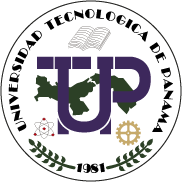 UNIVERSIDAD TECNOLOGICA DE PANAMA
UTP
1981